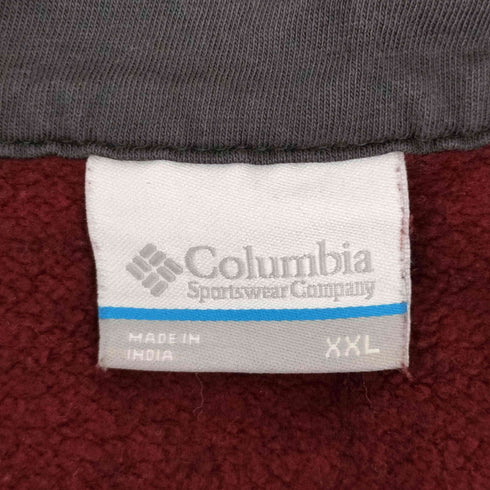 Columbia
Sportswear Company
MADE IN
INDIA
XXL